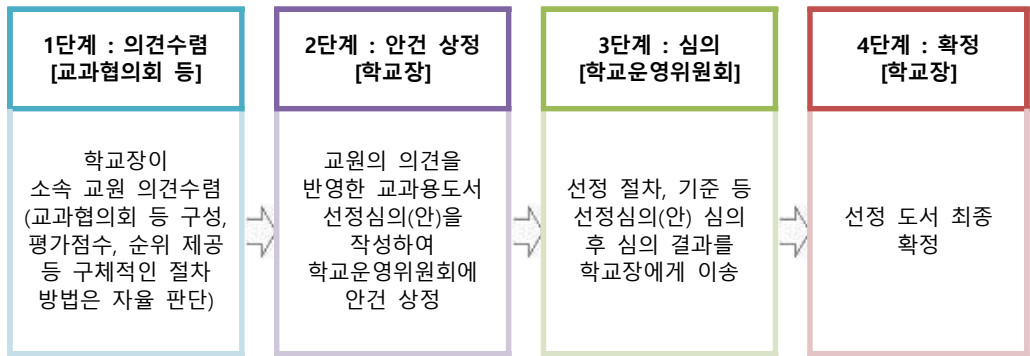 1단계 : 의견수렴
[교과협의회 등]
학교장이
소속 교원 의견수렴
(교과협의회 등 구성,
평가점수, 순위 제공
등 구체적인 절차
방법은 자율 판단)
2단계 : 안건 상정
[학교장]
교원의 의견을
반영한 교과용도서
선정심의(안)을
작성하여
학교운영위원회에
안건 상정
3단계 : 심의
[학교운영위원회]
선정 절차, 기준 등
선정심의(안) 심의
후 심의 결과를
학교장에게 이송
4단계 : 확정
[학교장]
선정 도서 최종
확정